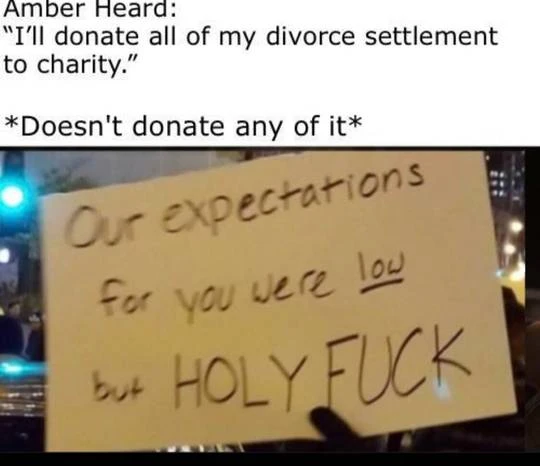 Amber Heard:
"I'll donate all of my divorce settlement
to charity."
*Doesn't donate any of it*
Our expectations
for you were low
but HOLY FUCK